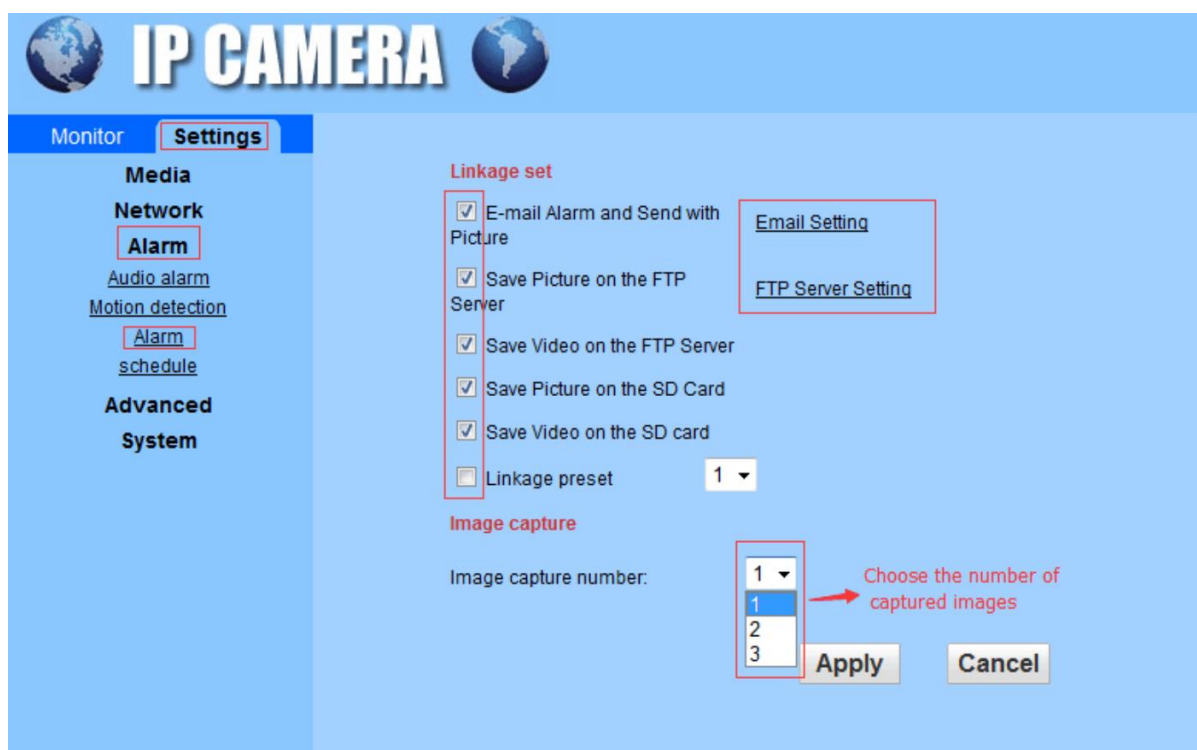 IP CAMERA
Monitor Settings
Media
Network
Alarm
Audio alarm
Motion detection
Alarm
schedule
Advanced
System
Linkage set
E-mail Alarm and Send with
Picture
Email Setting
Save Picture on the FTP
Server
FTP Server Setting
Save Video on the FTP Server
Save Picture on the SD Card
Save Video on the SD card
Linkage preset 1
Image capture
Image capture number: 1
1
2
3
Choose the number of
captured images
Apply Cancel